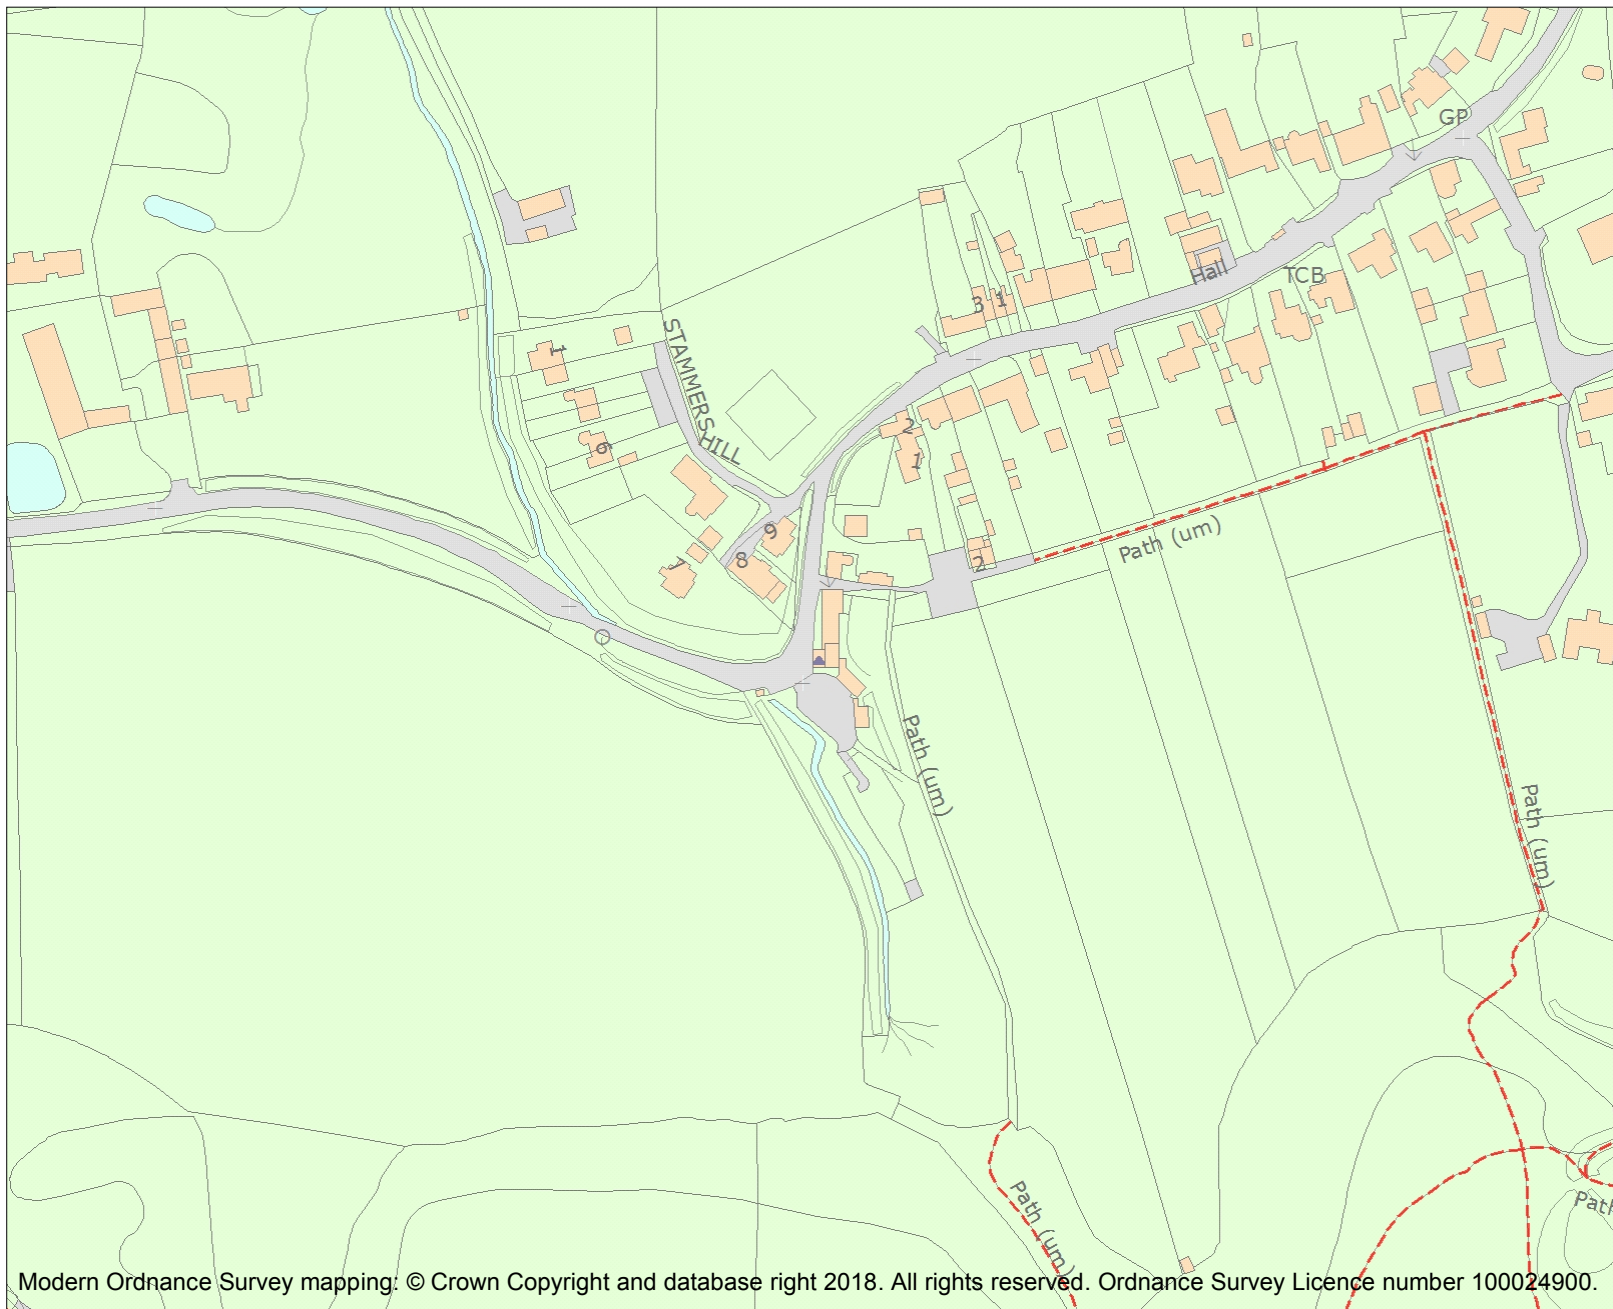 GP
Hall
TCB
3
1
STAMMERS
HILL
1
6
2
1
9
8
7
2
Path (um)
Path (um)
Path (um)
Path (um)
Path
Modern Ordnance Survey mapping: © Crown Copyright and database right 2018. All rights reserved. Ordnance Survey Licence number 100024900.